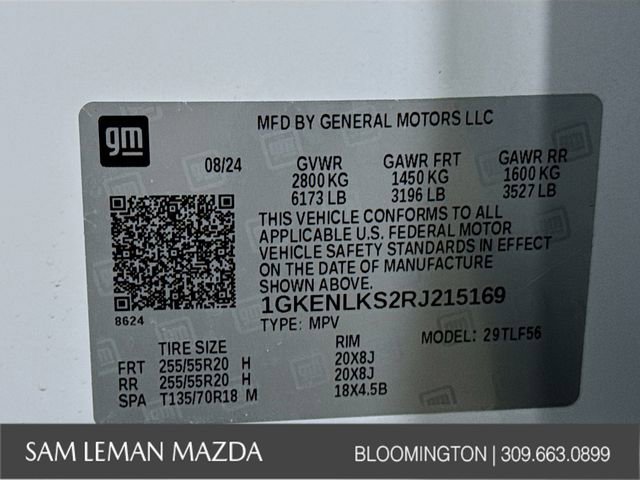 gm
MFD BY GENERAL MOTORS LLC
08/24 GVWR GAWR FRT GAWR RR
2800 KG 1450 KG 1600 KG
6173 LB 3196 LB 3527 LB
THIS VEHICLE CONFORMS TO ALL
APPLICABLE U.S. FEDERAL MOTOR
VEHICLE SAFETY STANDARDS IN EFFECT
ON THE DATE OF MANUFACTURE
SHOWN ABOVE.
1GKENLKS2RJ215169
8624
TYPE: MPV MODEL: 29TLF56
TIRE SIZE RIM
FRT 255/55R20 H 20X8J
RR 255/55R20 H 20X8J
SPA T135/70R18 M 18X4.5B
SAM LEMAN MAZDA BLOOMINGTON | 309.663.0899